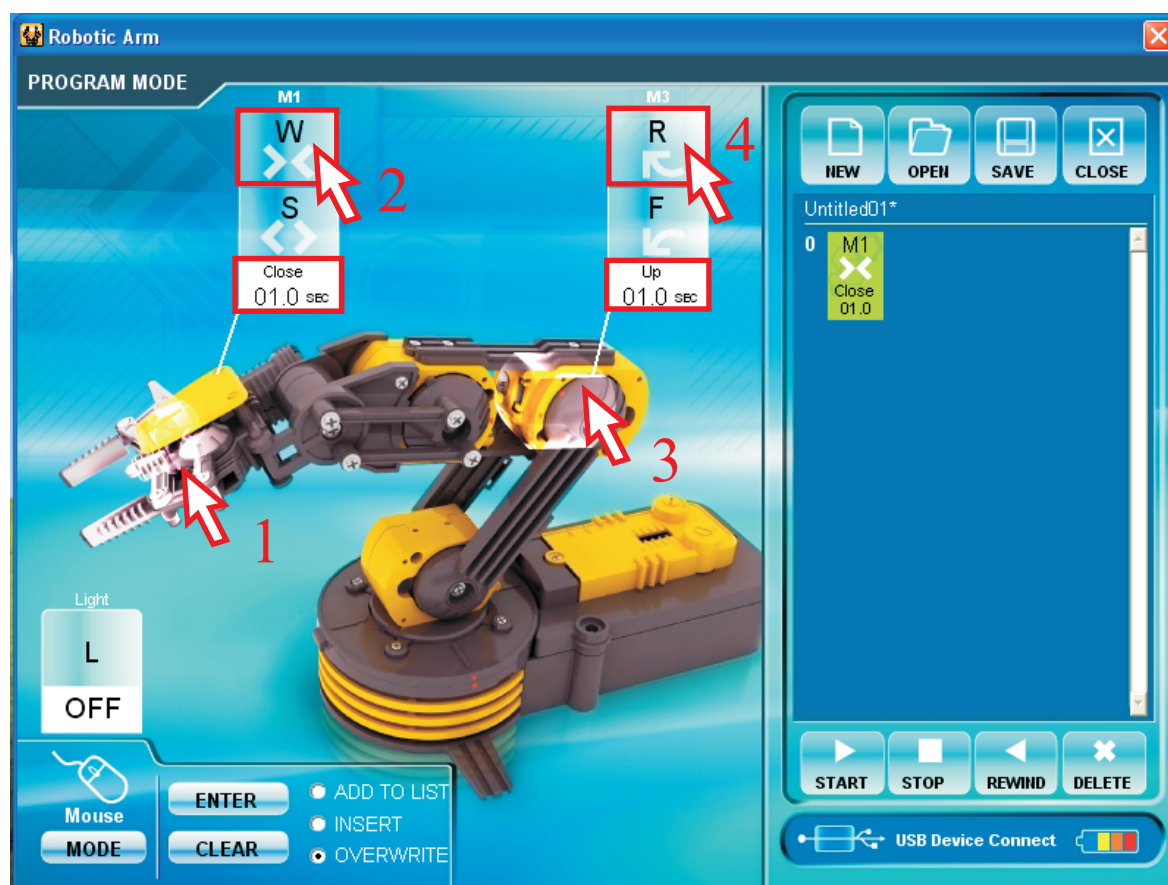 Robotic Arm
PROGRAM MODE
M1
W
S
Close
01.0 SEC
2
M3
R
F
Up
01.0 SEC
4
1
3
Light
L
OFF
Mouse
MODE
ENTER
CLEAR
ADD TO LIST
INSERT
OVERWRITE
NEW OPEN SAVE CLOSE
Untitled01*
0 M1
Close
01.0
START STOP REWIND DELETE
USB Device Connect